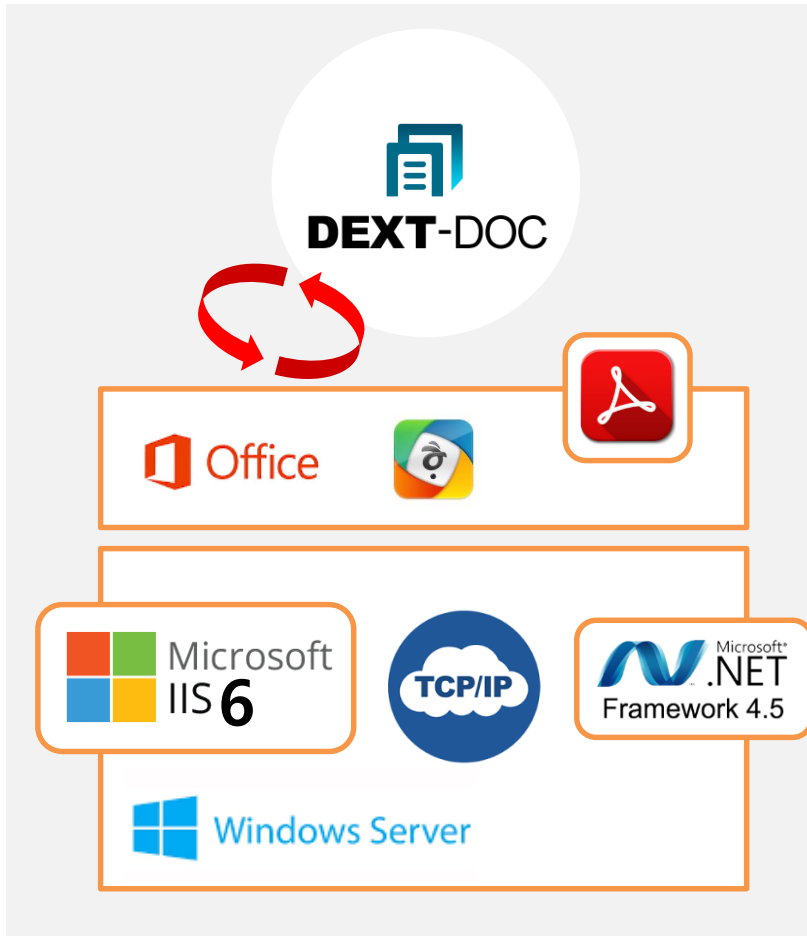 DEXT-DOC
Office
Microsoft
IIS 6
TCP/IP
Microsoft
.NET
Framework 4.5
Windows Server